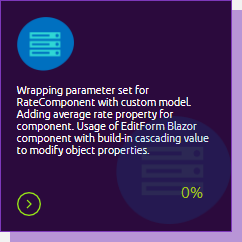 Wrapping parameter set for
RateComponent with custom model.
Adding average rate property for
component. Usage of EditForm Blazor
component with build-in cascading value
to modify object properties.
0%